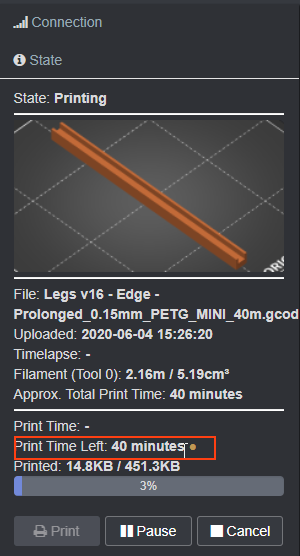 Connection
State
State: Printing
File: Legs v16 - Edge -
Prolonged_0.15mm_PETG_MINI_40m.gcod
Uploaded: 2020-06-04 15:26:20
Timelapse: -
Filament (Tool 0): 2.16m / 5.19cm³
Approx. Total Print Time: 40 minutes
Print Time: -
Print Time Left: 40 minutes
Printed: 14.8KB / 451.3KB
3%
Print Pause Cancel